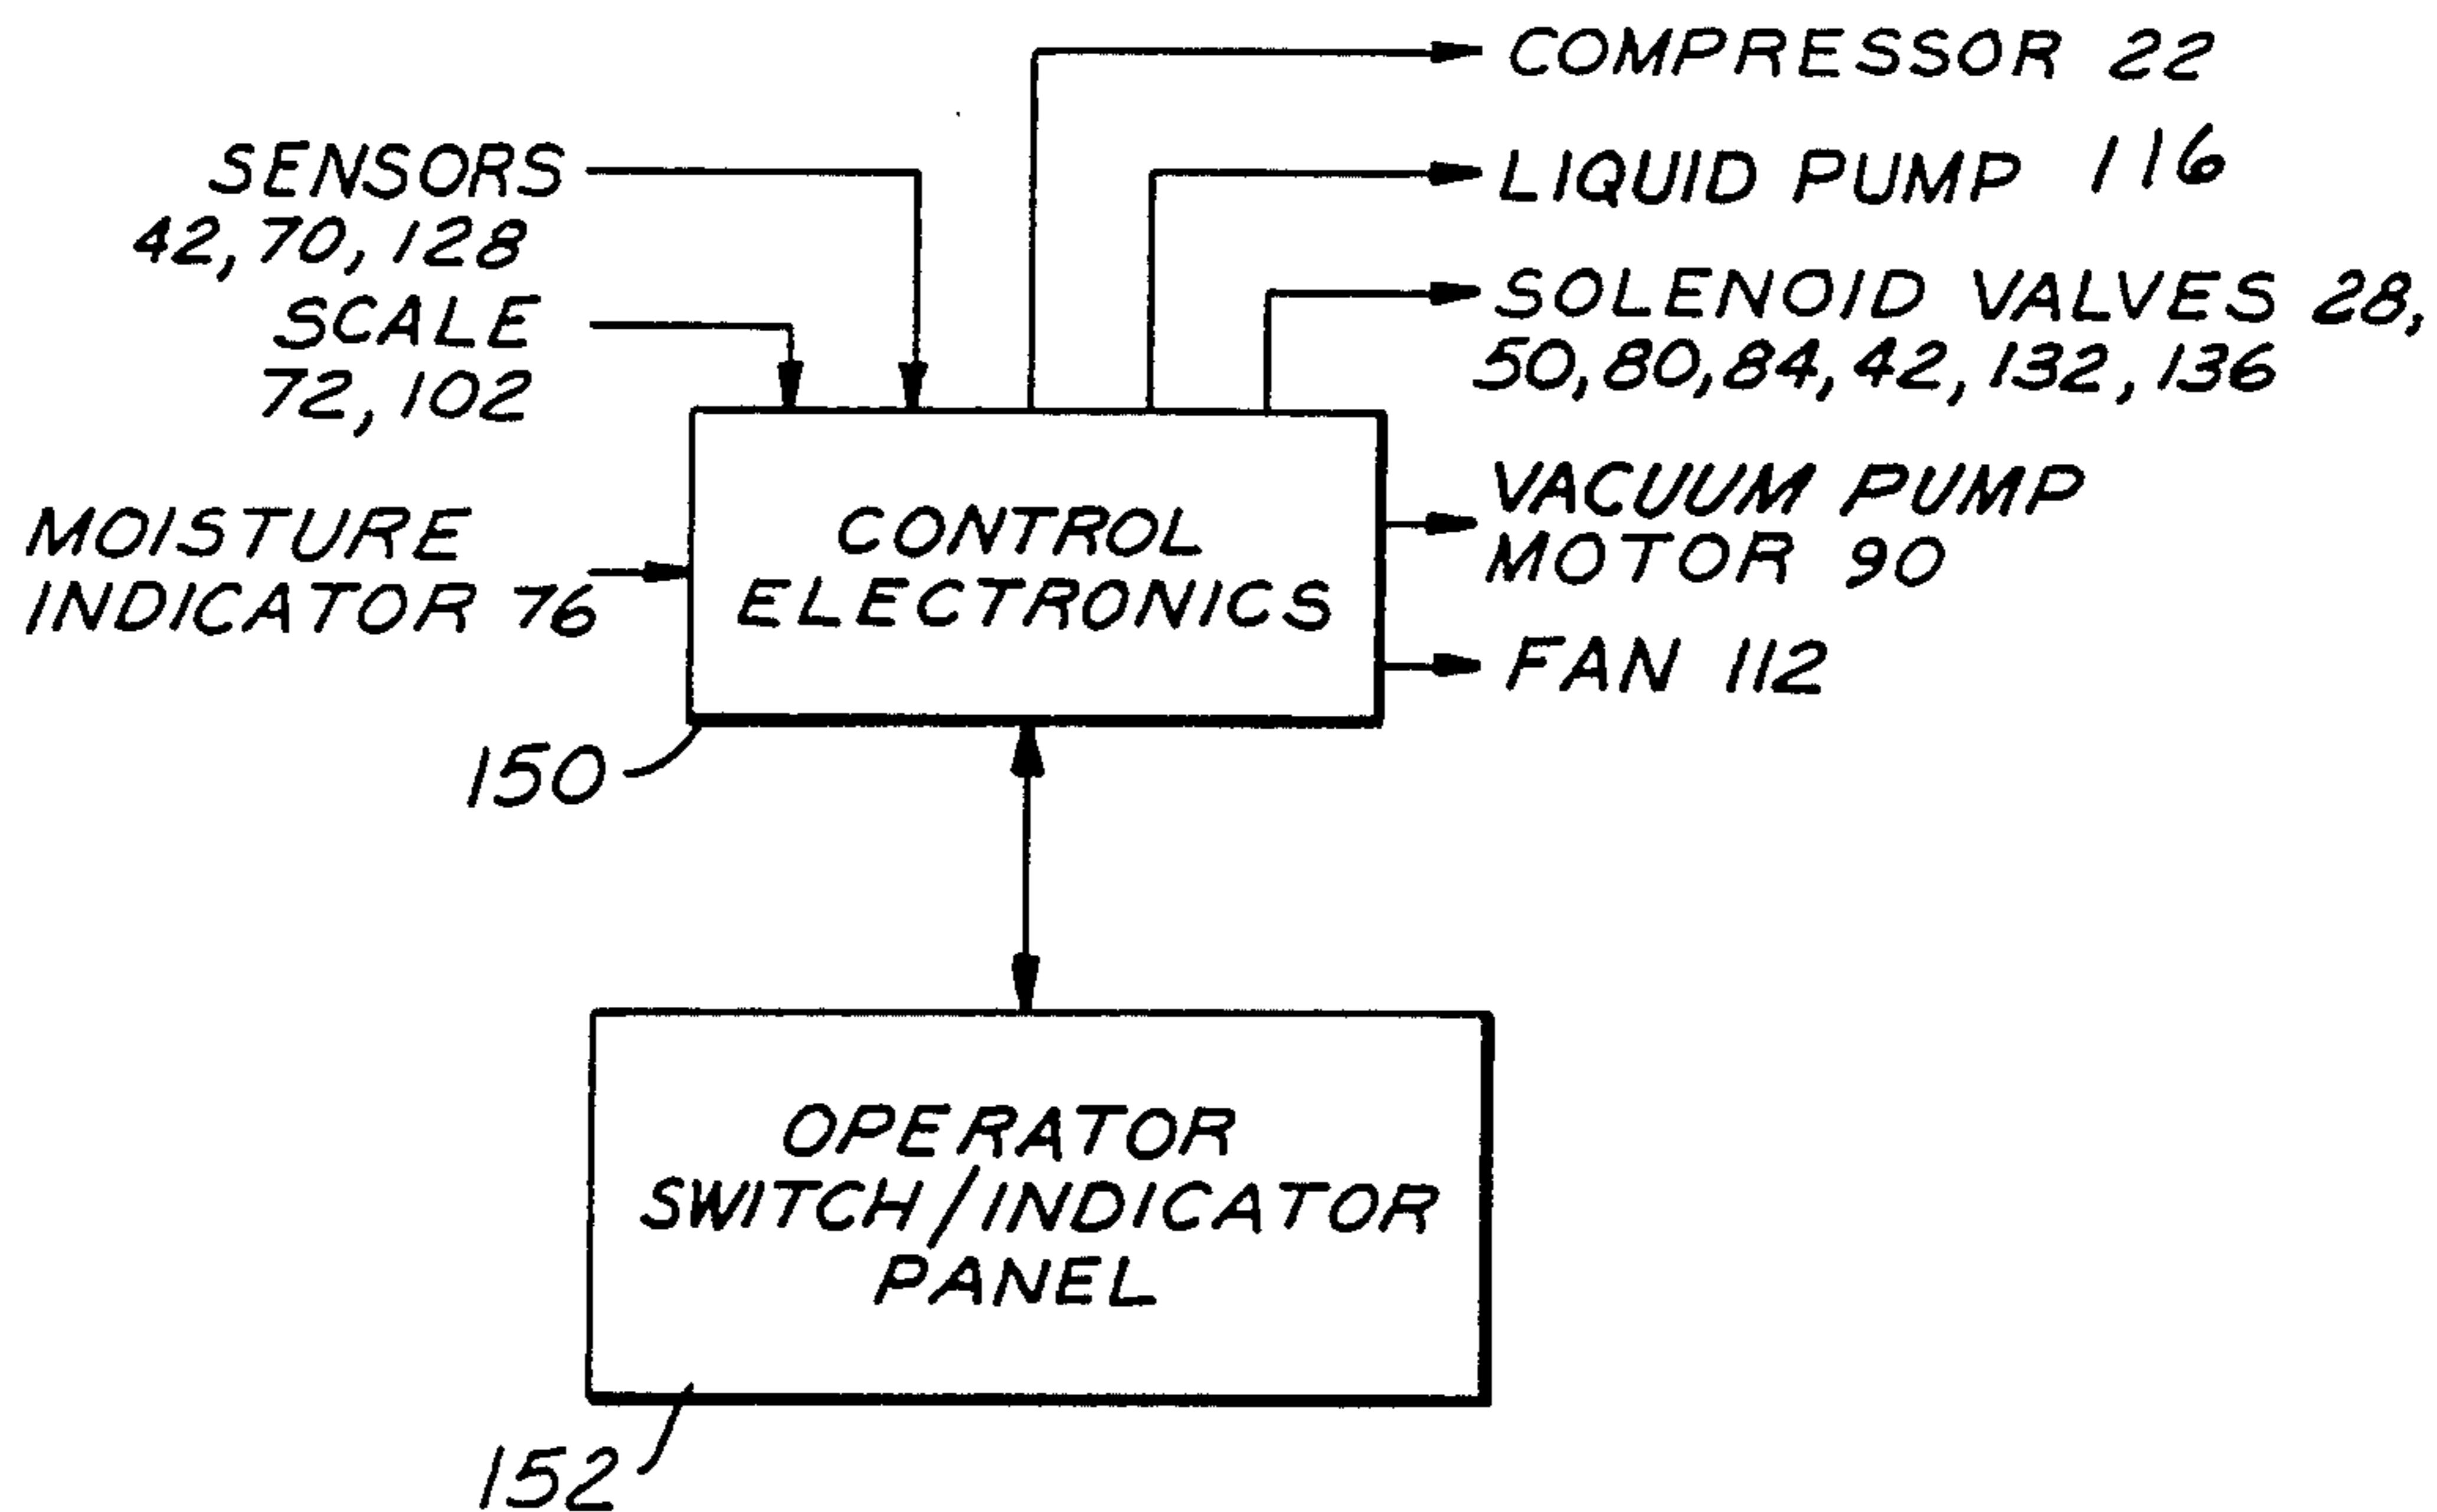 COMPRESSOR 22
LIQUID PUMP 116
SENSORS
42, 70, 128
SOLENOID VALVES 28,
50, 80, 84, 42, 132, 136
SCALE
72, 102
VACUUM PUMP
MOTOR 90
MOISTURE
INDICATOR 76
CONTROL
ELECTRONICS
FAN 112
150
OPERATOR
SWITCH/INDICATOR
PANEL
152